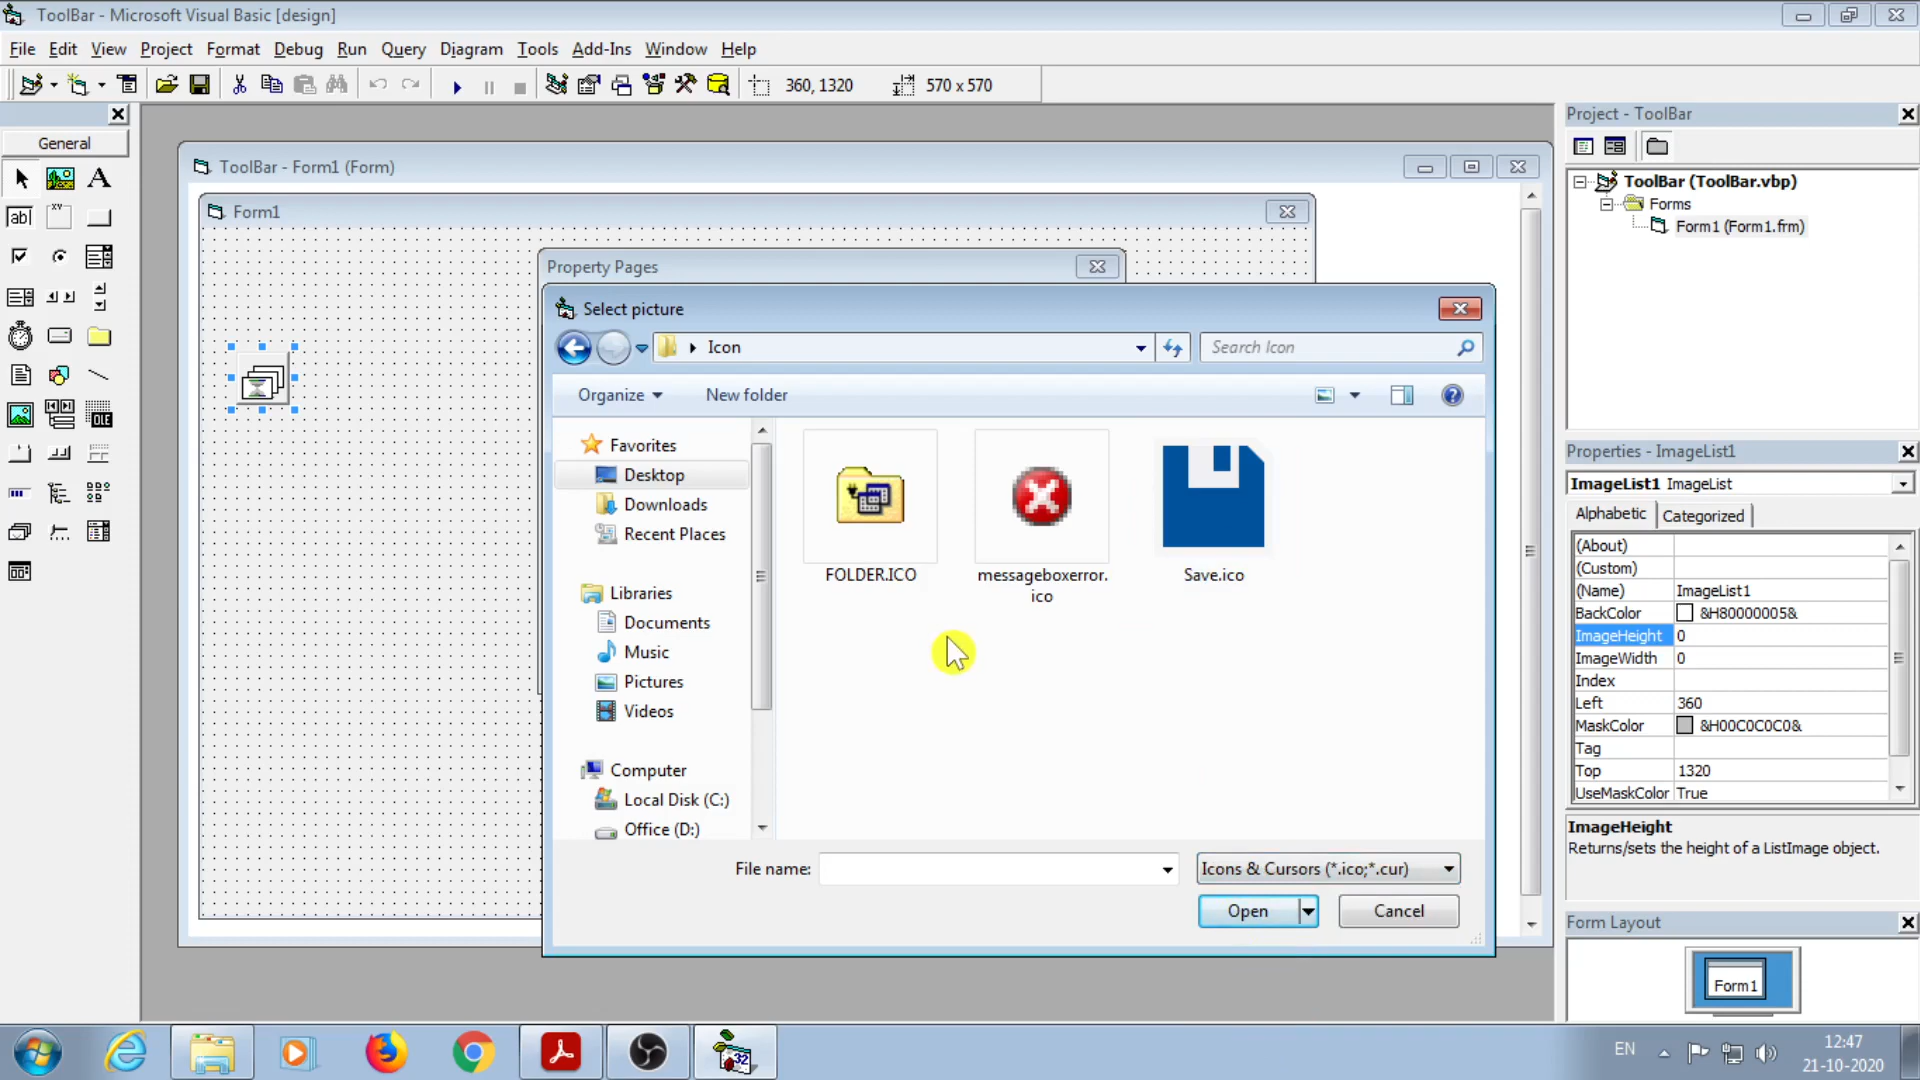 ToolBar - Microsoft Visual Basic [design]
File Edit View Project Format Debug Run Query Diagram Tools Add-Ins Window Help
360, 1320 570 x 570
General
A
ab|
XY
OLE
ToolBar - Form1 (Form)
Form1
Property Pages
Select picture
Icon
Search Icon
Organize New folder
Favorites
Desktop
Downloads
Recent Places
Libraries
Documents
Music
Pictures
Videos
Computer
Local Disk (C:)
Office (D:)
FOLDER.ICO
messageboxerror.
ico
Save.ico
File name:
Icons & Cursors (*.ico;*.cur)
Open Cancel
Project - ToolBar
ToolBar (ToolBar.vbp)
Forms
Form1 (Form1.frm)
Properties - ImageList1
ImageList1 ImageList
Alphabetic Categorized
(About)
(Custom)
(Name) ImageList1
BackColor &H80000005&
ImageHeight 0
ImageWidth 0
Index
Left 360
MaskColor &H00C0C0C0&
Tag
Top 1320
UseMaskColor True
ImageHeight
Returns/sets the height of a ListImage object.
Form Layout
Form1
32
EN
12:47
21-10-2020